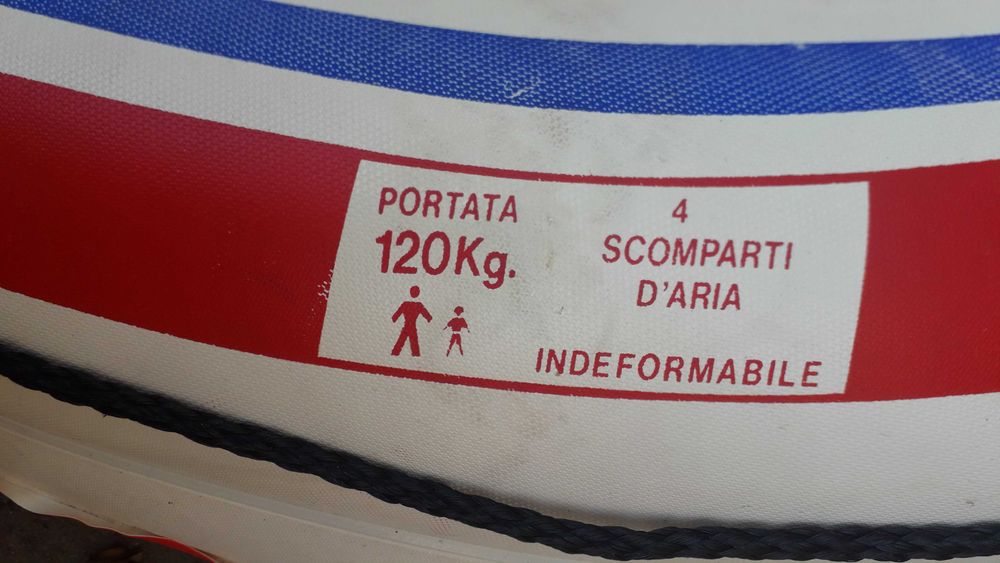 PORTATA
120Kg.
4
SCOMPARTI
D'ARIA
INDEFORMABILE